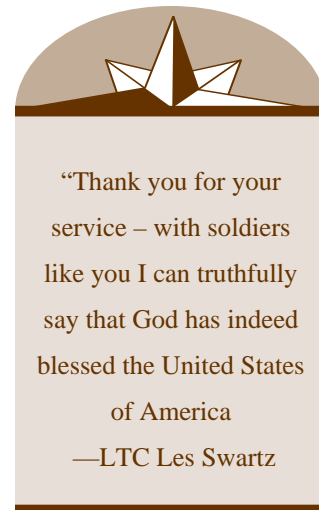 “Thank you for your
service – with soldiers
like you I can truthfully
say that God has indeed
blessed the United States
of America
—LTC Les Swartz